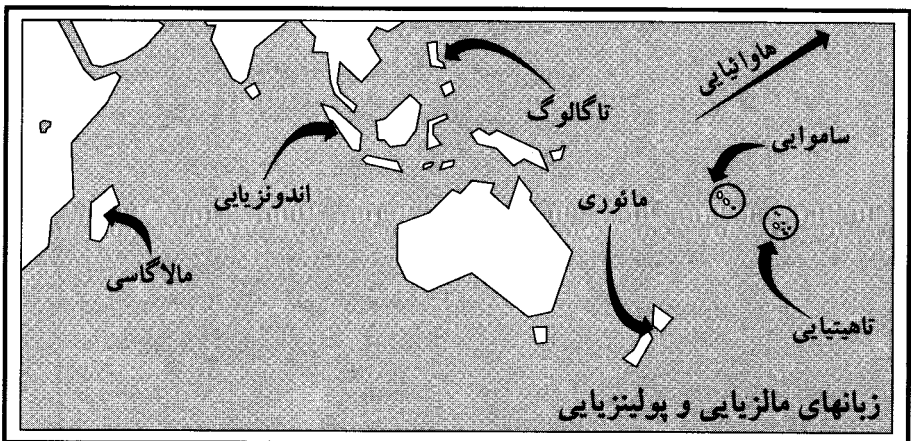 هاوائیایی
تاگالوگ
ساموایی
اندونزیایی
مائوری
مالاگاسی
تاهیتیایی
زبانهای مالزیایی و پولینزیایی